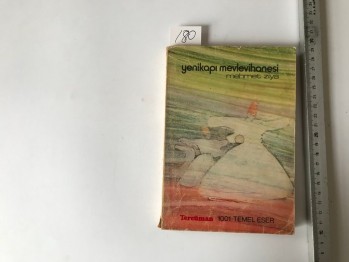 180
yenikapı mevlevihanesi
mehmet ziya
Tercüman 1001 TEMEL ESER